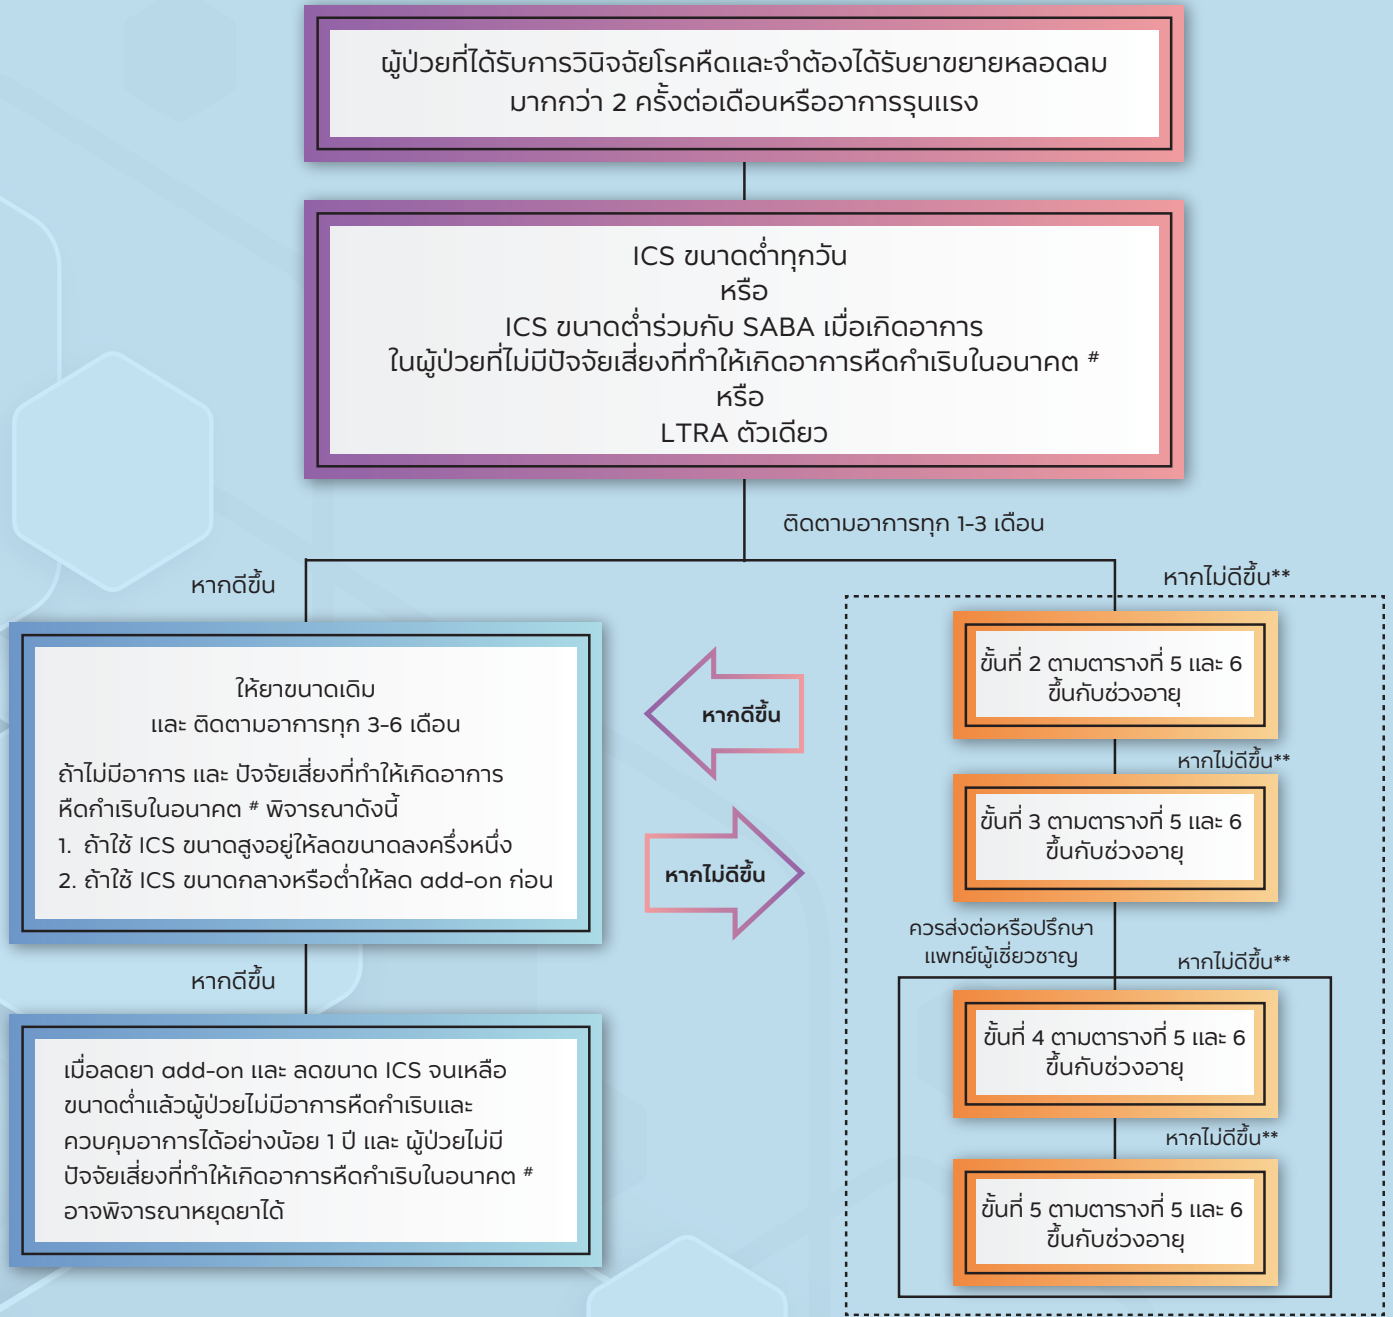 ผู้ป่วยที่ได้รับการวินิจฉัยโรคหืดและจำต้องได้รับยาขยายหลอดลม
มากกว่า 2 ครั้งต่อเดือนหรืออาการรุนแรง
ICS ขนาดต่ำทุกวัน
หรือ
ICS ขนาดต่ำร่วมกับ SABA เมื่อเกิดอาการ
ในผู้ป่วยที่ไม่มีปัจจัยเสี่ยงที่ทำให้เกิดอาการหืดกำเริบในอนาคต #
หรือ
LTRA ตัวเดียว
ติดตามอาการทุก 1-3 เดือน
หากดีขึ้น
ให้ยาขนาดเดิม
และ ติดตามอาการทุก 3-6 เดือน
ถ้าไม่มีอาการ และ ปัจจัยเสี่ยงที่ทำให้เกิดอาการ
หืดกำเริบในอนาคต # พิจารณาดังนี้
1. ถ้าใช้ ICS ขนาดสูงอยู่ให้ลดขนาดลงครึ่งหนึ่ง
2. ถ้าใช้ ICS ขนาดกลางหรือต่ำให้ลด add-on ก่อน
หากดีขึ้น
เมื่อลดยา add-on และ ลดขนาด ICS จนเหลือ
ขนาดต่ำแล้วผู้ป่วยไม่มีอาการหืดกำเริบและ
ควบคุมอาการได้อย่างน้อย 1 ปี และ ผู้ป่วยไม่มี
ปัจจัยเสี่ยงที่ทำให้เกิดอาการหืดกำเริบในอนาคต #
อาจพิจารณาหยุดยาได้
หากดีขึ้น
หากไม่ดีขึ้น
หากไม่ดีขึ้น**
ขั้นที่ 2 ตามตารางที่ 5 และ 6
ขึ้นกับช่วงอายุ
หากไม่ดีขึ้น**
ขั้นที่ 3 ตามตารางที่ 5 และ 6
ขึ้นกับช่วงอายุ
ควรส่งต่อหรือปรึกษา
แพทย์ผู้เชี่ยวชาญ
หากไม่ดีขึ้น**
ขั้นที่ 4 ตามตารางที่ 5 และ 6
ขึ้นกับช่วงอายุ
หากไม่ดีขึ้น**
ขั้นที่ 5 ตามตารางที่ 5 และ 6
ขึ้นกับช่วงอายุ